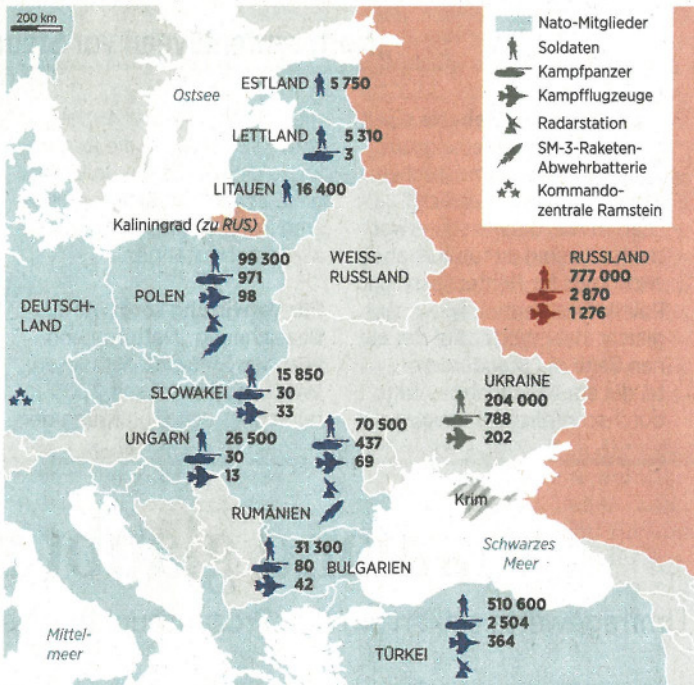 200 km
Nato-Mitglieder
Soldaten
Kampfpanzer
Kampfflugzeuge
Radarstation
SM-3-Raketen-
Abwehrbatterie
Kommando-
zentrale Ramstein
Ostsee
ESTLAND 5 750
LETTLAND 5 310
3
LITAUEN 16 400
Kaliningrad (zu RUS)
WEISS-
RUSSLAND
RUSSLAND
777 000
2 870
1 276
DEUTSCH-
LAND
POLEN
99 300
971
98
SLOWAKEI
15 850
30
33
UKRAINE
204 000
788
202
UNGARN 26 500
30
13
70 500
437
69
RUMÄNIEN
Krim
31 300
80
42
BULGARIEN
Schwarzes
Meer
Mittel-
meer
TÜRKEI
510 600
2 504
364